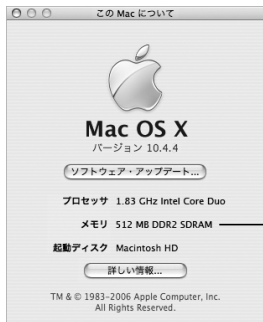 この Mac について
Mac OS X
バージョン 10.4.4
ソフトウェア・アップデート...
プロセッサ 1.83 GHz Intel Core Duo
メモリ 512 MB DDR2 SDRAM
起動ディスク Macintosh HD
詳しい情報...
TM & © 1983-2006 Apple Computer, Inc.
All Rights Reserved.